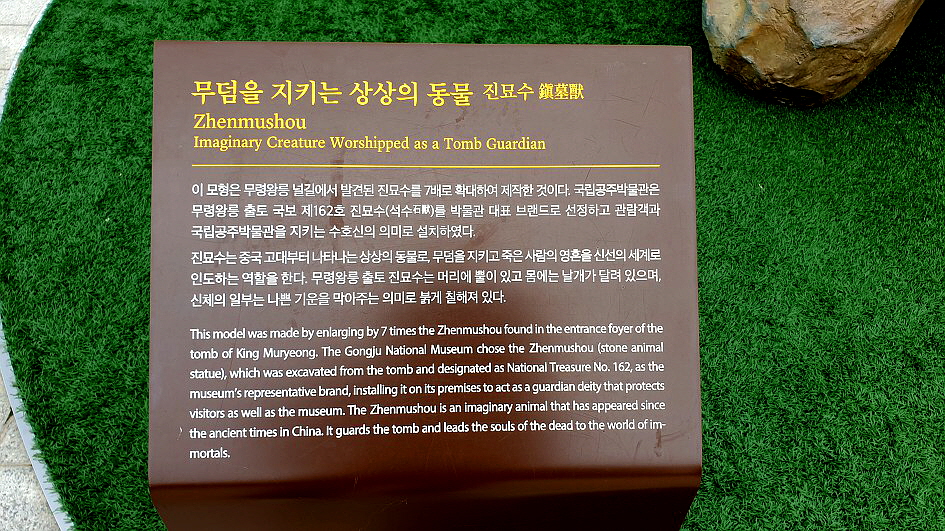 무덤을 지키는 상상의 동물 진묘수 鎭墓獸
Zhenmushou
Imaginary Creature Worshipped as a Tomb Guardian
이 모형은 무령왕릉 널길에서 발견된 진묘수를 7배로 확대하여 제작한 것이다. 국립공주박물관은
무령왕릉 출토 국보 제162호 진묘수(석수石獸)를 박물관 대표 브랜드로 선정하고 관람객과
국립공주박물관을 지키는 수호신의 의미로 설치하였다.
진묘수는 중국 고대부터 나타나는 상상의 동물로, 무덤을 지키고 죽은 사람의 영혼을 신선의 세계로
인도하는 역할을 한다. 무령왕릉 출토 진묘수는 머리에 뿔이 있고 몸에는 날개가 달려 있으며,
신체의 일부는 나쁜 기운을 막아주는 의미로 붉게 칠해져 있다.
This model was made by enlarging by 7 times the Zhenmushou found in the entrance foyer of the
tomb of King Muryeong. The Gongju National Museum chose the Zhenmushou (stone animal
statue), which was excavated from the tomb and designated as National Treasure No. 162, as the
museum's representative brand, installing it on its premises to act as a guardian deity that protects
visitors as well as the museum. The Zhenmushou is an imaginary animal that has appeared since
the ancient times in China. It guards the tomb and leads the souls of the dead to the world of im-
mortals.